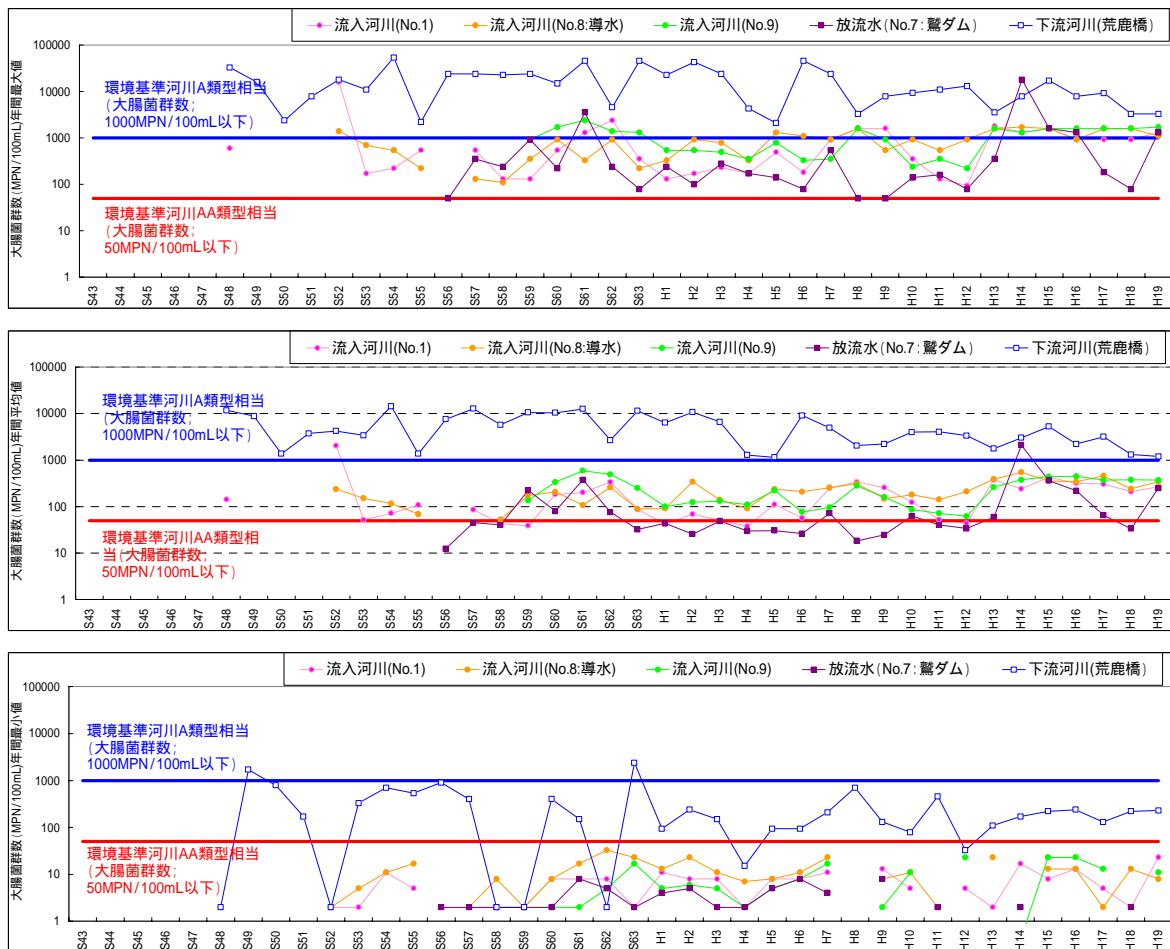 流入河川(No.1) 流入河川(No.8:導水) 流入河川(No.9) 放流水(No.7:鷲ダム) 下流河川(荒鹿橋)
大腸菌群数(MPN/100mL)年間最大値
100000
10000
1000
100
10
1
環境基準河川A類型相当
(大腸菌群数;
1000MPN/100mL以下)
環境基準河川AA類型相当
(大腸菌群数;
50MPN/100mL以下)
S43 S44 S45 S46 S47 S48 S49 S50 S51 S52 S53 S54 S55 S56 S57 S58 S59 S60 S61 S62 S63 H1 H2 H3 H4 H5 H6 H7 H8 H9 H10 H11 H12 H13 H14 H15 H16 H17 H18 H19
流入河川(No.1) 流入河川(No.8:導水) 流入河川(No.9) 放流水(No.7:鷲ダム) 下流河川(荒鹿橋)
大腸菌群数(MPN/100mL)年間平均値
100000
10000
1000
100
10
1
環境基準河川A類型相当
(大腸菌群数;
1000MPN/100mL以下)
環境基準河川AA類型相
当(大腸菌群数;
50MPN/100mL以下)
S43 S44 S45 S46 S47 S48 S49 S50 S51 S52 S53 S54 S55 S56 S57 S58 S59 S60 S61 S62 S63 H1 H2 H3 H4 H5 H6 H7 H8 H9 H10 H11 H12 H13 H14 H15 H16 H17 H18 H19
流入河川(No.1) 流入河川(No.8:導水) 流入河川(No.9) 放流水(No.7:鷲ダム) 下流河川(荒鹿橋)
大腸菌群数(MPN/100mL)年間最小値
100000
10000
1000
100
10
1
環境基準河川A類型相当
(大腸菌群数;
1000MPN/100mL以下)
環境基準河川AA類型相当
(大腸菌群数;
50MPN/100mL以下)
S43 S44 S45 S46 S47 S48 S49 S50 S51 S52 S53 S54 S55 S56 S57 S58 S59 S60 S61 S62 S63 H1 H2 H3 H4 H5 H6 H7 H8 H9 H10 H11 H12 H13 H14 H15 H16 H17 H18 H19